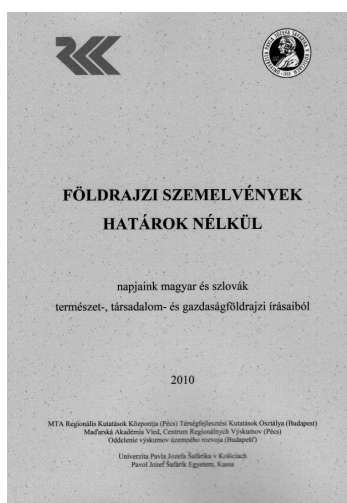 RKK
FÖLDRAJZI SZEMELVÉNYEK
HATÁROK NÉLKÜL
napjaink magyar és szlovák
természet-, társadalom- és gazdaságföldrajzi írásaiból
2010
MTA Regionális Kutatások Központja (Pécs) Térségfejlesztési Kutatások Osztálya (Budapest)
Maďarská Akadémia Vied, Centrum Regionálnych Výskumov (Pécs)
Oddelenie výskumov územného rozvoja (Budapešť)
Univerzita Pavla Jozefa Šafárika v Košiciach
Pavol Jozef Šafárik Egyetem, Kassa